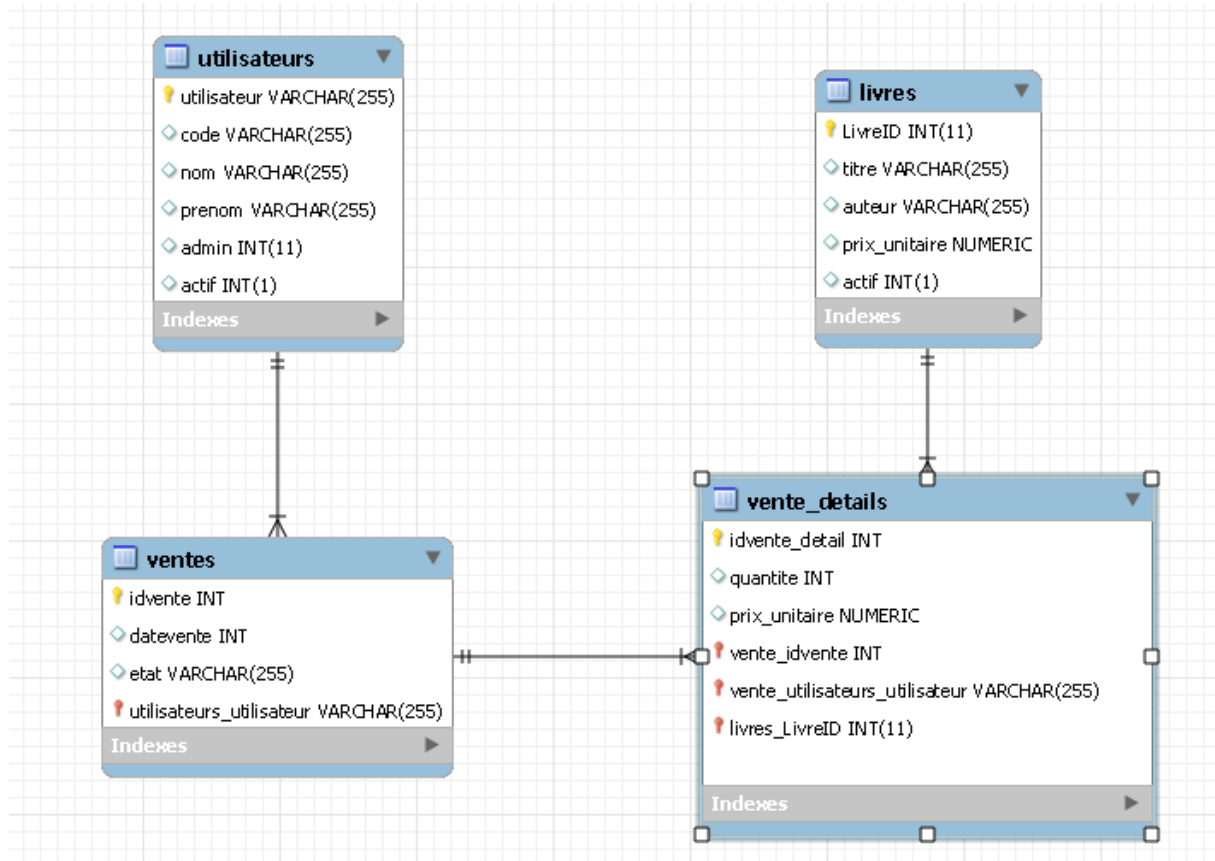 utilisateurs
utilisateur VARCHAR(255)
code VARCHAR(255)
nom VARCHAR(255)
prenom VARCHAR(255)
admin INT(11)
actif INT(1)
Indexes
livres
LivreID INT(11)
titre VARCHAR(255)
auteur VARCHAR(255)
prix_unitaire NUMERIC
actif INT(1)
Indexes
ventes
idvente INT
datevente INT
etat VARCHAR(255)
utilisateurs_utilisateur VARCHAR(255)
Indexes
vente_details
idvente_detail INT
quantite INT
prix_unitaire NUMERIC
vente_idvente INT
vente_utilisateurs_utilisateur VARCHAR(255)
livres_LivreID INT(11)
Indexes